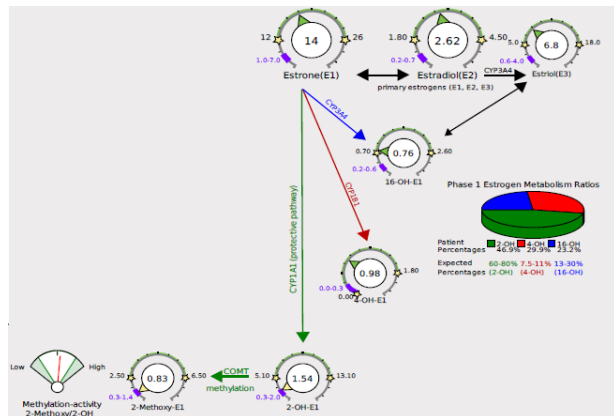 12 14 26
1.0-7.0
Estrone(E1)
1.80 2.62 4.50
0.2-0.7
Estradiol(E2)
CYP3A4
5.0 6.8 18.0
0.6-4.0
Estriol(E3)
primary estrogens (E1, E2, E3)
CYP3A4
0.70 0.76 2.60
0.2-0.6
16-OH-E1
CYP1B1
CYP1A1 (protective pathway)
Phase 1 Estrogen Metabolism Ratios
Patient 2-OH 4-OH 16-OH
Percentages 46.9% 29.9% 23.2%
Expected 60-80% 7.5-11% 13-30%
Percentages (2-OH) (4-OH) (16-OH)
0.98 1.80
0.0-0.3
0.00
4-OH-E1
Low High
Methylation-activity
2-Methoxy/2-OH
2.50 0.83 6.50
0.3-1.4
2-Methoxy-E1
COMT
methylation
5.10 1.54 13.10
0.3-2.0
2-OH-E1